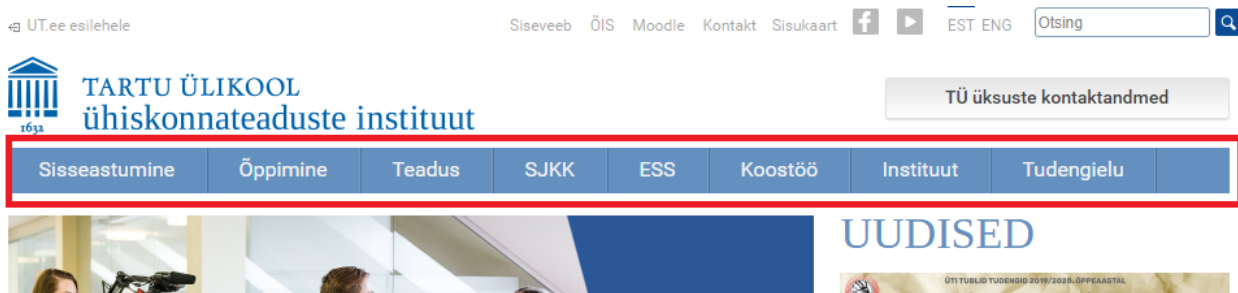 UT.ee esilehele
Siseveeb ÕIS Moodle Kontakt Sisukaart f EST ENG Otsing
TARTU ÜLIKOOL
ühiskonnateaduste instituut
1632
TÜ üksuste kontaktandmed
Sisseastumine Õppimine Teadus SJKK ESS Koostöö Instituut Tudengielu
UUDISED
ÜTI TUBLID TUDENGID 2019/2020. ÕPPEAASTAL